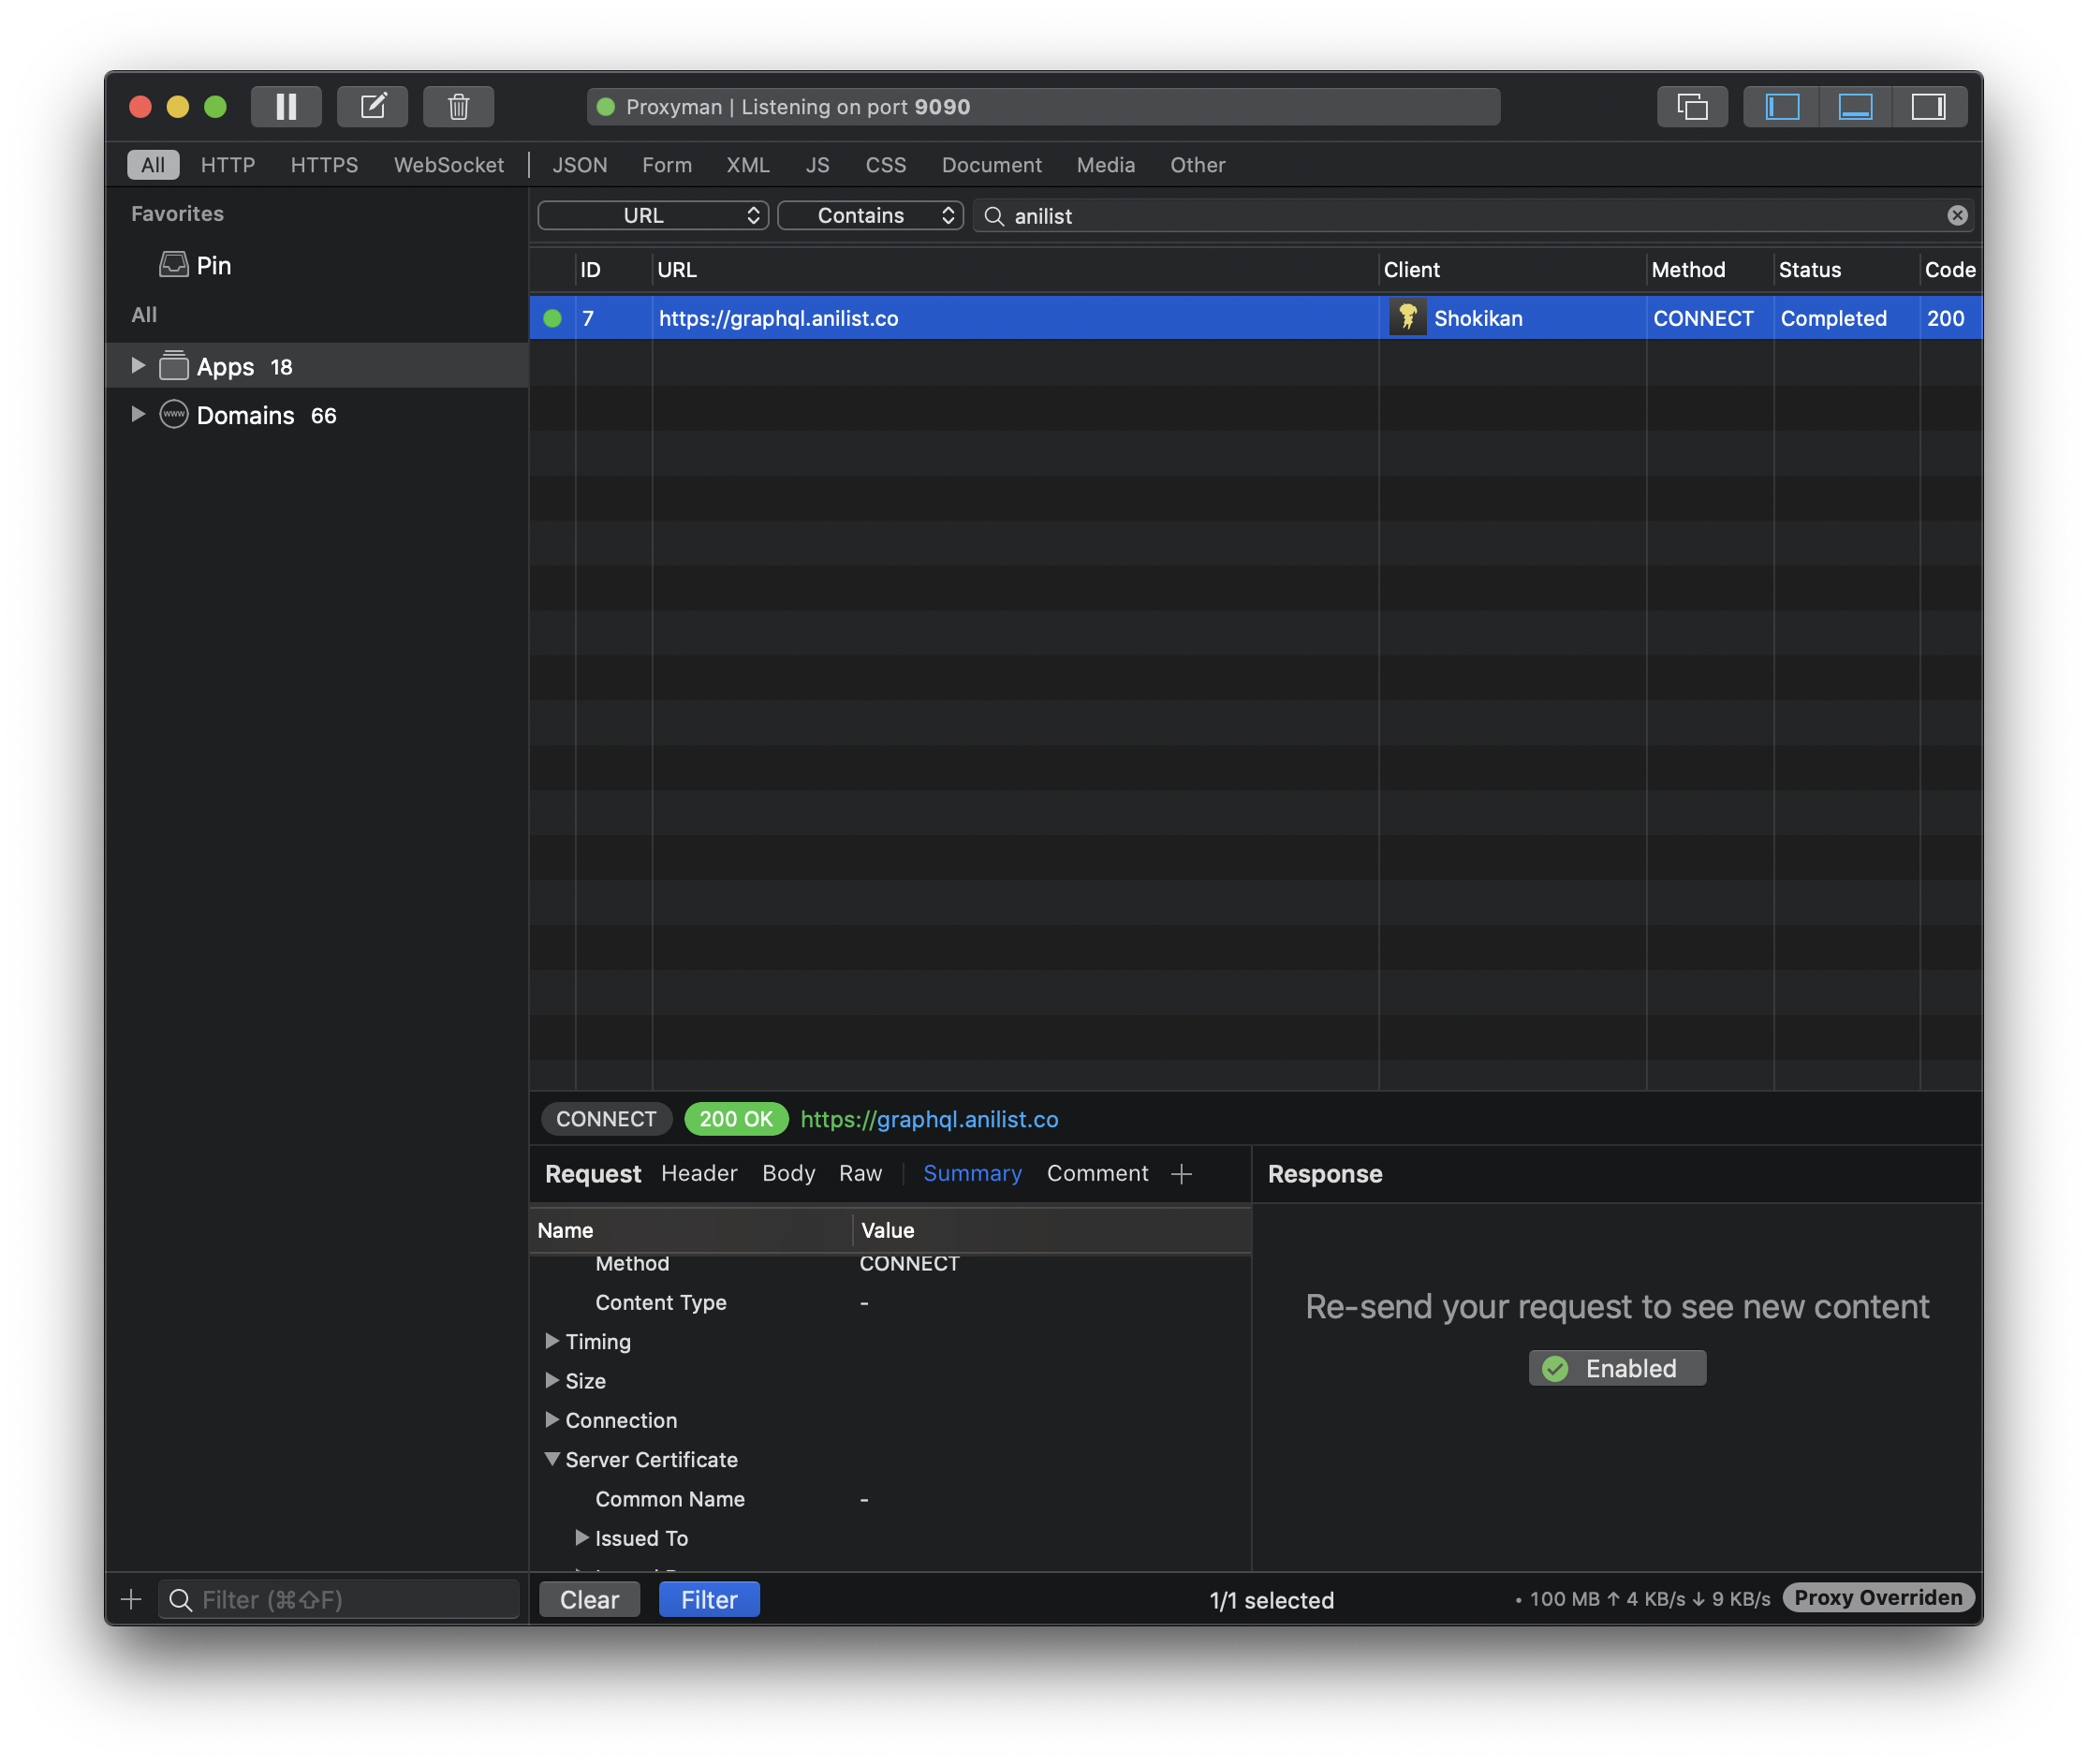 Proxyman | Listening on port 9090
All HTTP HTTPS WebSocket JSON Form XML JS CSS Document Media Other
Favorites
Pin
All
Apps 18
www Domains 66
URL Contains anilist
ID URL Client Method Status Code
7 https://graphql.anilist.co Shokikan CONNECT Completed 200
CONNECT 200 OK https://graphql.anilist.co
Request Header Body Raw Summary Comment +
Response
Name Value
Method CONNECT
Content Type -
Timing
Size
Connection
Server Certificate
Common Name -
Issued To
Re-send your request to see new content
Enabled
+ Filter (⌘⇧F)
Clear Filter 1/1 selected • 100 MB ↑ 4 KB/s ↓ 9 KB/s Proxy Overriden